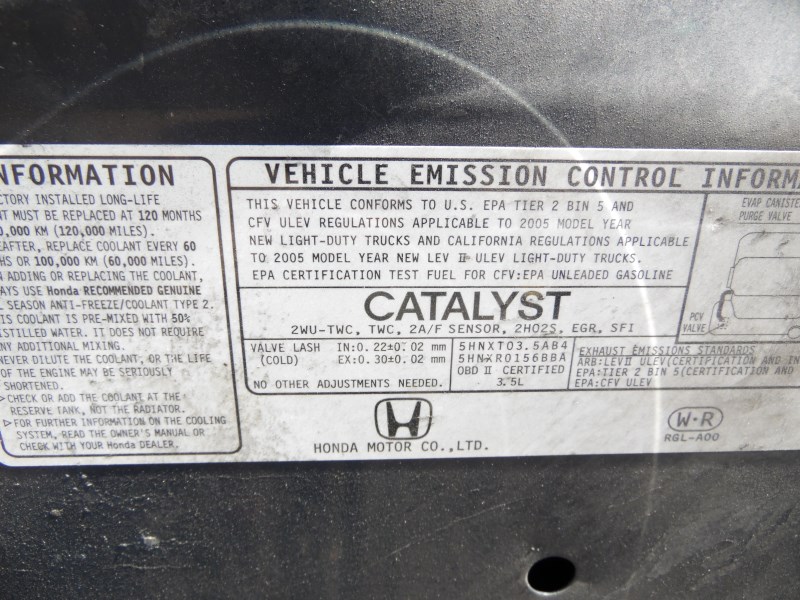 NFORMATION
CTORY INSTALLED LONG-LIFE
NT MUST BE REPLACED AT 120 MONTHS
0,000 KM (120,000 MILES).
EAFTER, REPLACE COOLANT EVERY 60
HS OR 100,000 KM (60,000 MILES).
N ADDING OR REPLACING THE COOLANT,
AYS USE Honda RECOMMENDED GENUINE
L SEASON ANTI-FREEZE/COOLANT TYPE 2.
IS COOLANT IS PRE-MIXED WITH 50%
ISTILLED WATER. IT DOES NOT REQUIRE
NY ADDITIONAL MIXING.
NEVER DILUTE THE COOLANT, OR THE LIFE
OF THE ENGINE MAY BE SERIOUSLY
SHORTENED.
▷CHECK OR ADD THE COOLANT AT THE
RESERVE TANK, NOT THE RADIATOR.
▷FOR FURTHER INFORMATION ON THE COOLING
SYSTEM, READ THE OWNER'S MANUAL OR
CHECK WITH YOUR Honda DEALER.
VEHICLE EMISSION CONTROL INFORMA
THIS VEHICLE CONFORMS TO U.S. EPA TIER 2 BIN 5 AND
CFV ULEV REGULATIONS APPLICABLE TO 2005 MODEL YEAR
NEW LIGHT-DUTY TRUCKS AND CALIFORNIA REGULATIONS APPLICABLE
TO 2005 MODEL YEAR NEW LEV Ⅱ ULEV LIGHT-DUTY TRUCKS.
EPA CERTIFICATION TEST FUEL FOR CFV:EPA UNLEADED GASOLINE
CATALYST
2WU-TWC, TWC, 2A/F SENSOR, 2HO2S, EGR, SFI
VALVE LASH IN:0.22±0.02 mm
(COLD) EX:0.30±0.02 mm
NO OTHER ADJUSTMENTS NEEDED.
5HNXT03.5AB4
5HNXR0156BBA
OBD Ⅱ CERTIFIED
3.5L
EXHAUST EMISSIONS STANDARDS
ARB:LEVⅡ ULEV(CERTIFICATION AND IN
EPA:TIER 2 BIN 5(CERTIFICATION AND
EPA:CFV ULEV
EVAP CANISTE
PURGE VALVE
PCV
VALVE
HONDA MOTOR CO.,LTD.
W·R
RGL-A00